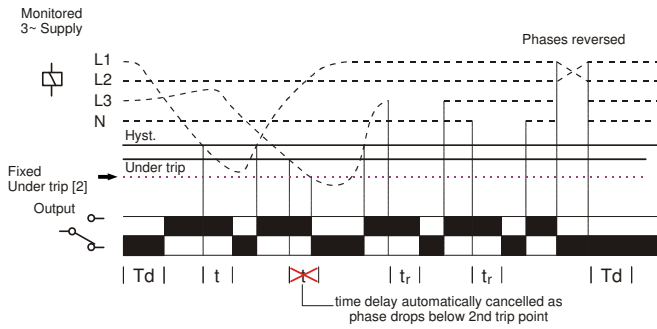 Monitored
3~ Supply
Phases reversed
L1
L2
L3
N
Hyst.
Under trip
Fixed
Under trip [2]
Output
Td
t
t
tr
tr
Td
time delay automatically cancelled as
phase drops below 2nd trip point